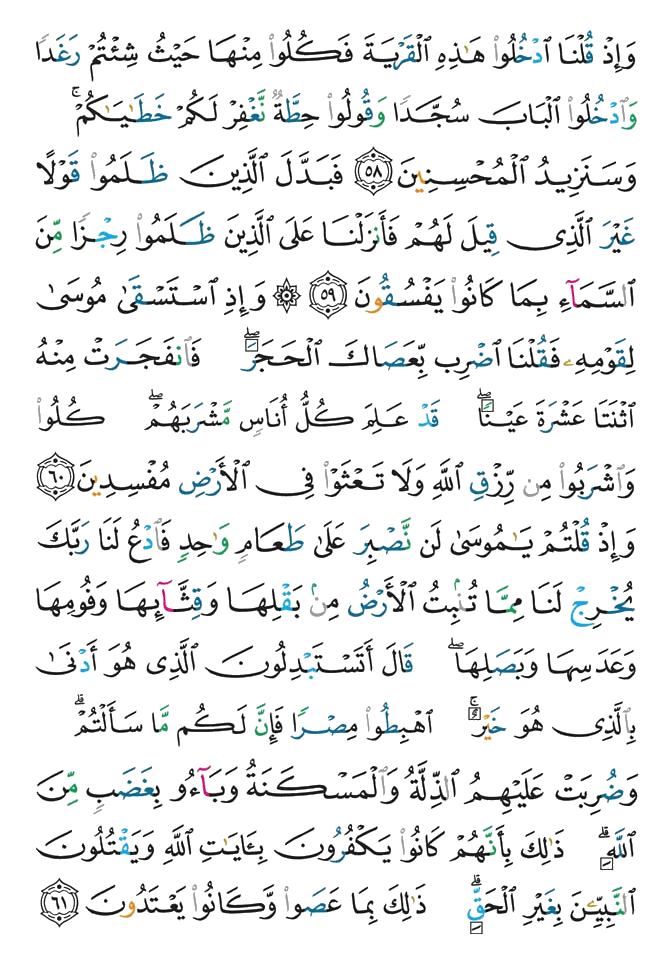 وَإِذْ قُلْنَا ٱدْخُلُوا۟ هَـٰذِهِ ٱلْقَرْيَةَ فَكُلُوا۟ مِنْهَا حَيْثُ شِئْتُمْ رَغَدًا
وَٱدْخُلُوا۟ ٱلْبَابَ سُجَّدًا وَقُولُوا۟ حِطَّةٌ نَّغْفِرْ لَكُمْ خَطَـٰيَـٰكُمْ ۚ
وَسَنَزِيدُ ٱلْمُحْسِنِينَ ٥٨ فَبَدَّلَ ٱلَّذِينَ ظَلَمُوا۟ قَوْلًا
غَيْرَ ٱلَّذِى قِيلَ لَهُمْ فَأَنزَلْنَا عَلَى ٱلَّذِينَ ظَلَمُوا۟ رِجْزًا مِّنَ
ٱلسَّمَآءِ بِمَا كَانُوا۟ يَفْسُقُونَ ٥٩ ۞ وَإِذِ ٱسْتَسْقَىٰ مُوسَىٰ
لِقَوْمِهِۦ فَقُلْنَا ٱضْرِب بِّعَصَاكَ ٱلْحَجَرَ ۖ فَٱنفَجَرَتْ مِنْهُ
ٱثْنَتَا عَشْرَةَ عَيْنًا ۖ قَدْ عَلِمَ كُلُّ أُنَاسٍ مَّشْرَبَهُمْ ۖ كُلُوا۟
وَٱشْرَبُوا۟ مِن رِّزْقِ ٱللَّهِ وَلَا تَعْثَوْا۟ فِى ٱلْأَرْضِ مُفْسِدِينَ ٦٠
وَإِذْ قُلْتُمْ يَـٰمُوسَىٰ لَن نَّصْبِرَ عَلَىٰ طَعَامٍ وَٰحِدٍ فَٱدْعُ لَنَا رَبَّكَ
يُخْرِجْ لَنَا مِمَّا تُنۢبِتُ ٱلْأَرْضُ مِنۢ بَقْلِهَا وَقِثَّآئِهَا وَفُومِهَا
وَعَدَسِهَا وَبَصَلِهَا ۖ قَالَ أَتَسْتَبْدِلُونَ ٱلَّذِى هُوَ أَدْنَىٰ
بِٱلَّذِى هُوَ خَيْرٌ ۚ ٱهْبِطُوا۟ مِصْرًا فَإِنَّ لَكُم مَّا سَأَلْتُمْ ۗ
وَضُرِبَتْ عَلَيْهِمُ ٱلذِّلَّةُ وَٱلْمَسْكَنَةُ وَبَآءُو بِغَضَبٍ مِّنَ
ٱللَّهِ ۗ ذَٰلِكَ بِأَنَّهُمْ كَانُوا۟ يَكْفُرُونَ بِـَٔايَـٰتِ ٱللَّهِ وَيَقْتُلُونَ
ٱلنَّبِيِّـۧنَ بِغَيْرِ ٱلْحَقِّ ۗ ذَٰلِكَ بِمَا عَصَوا۟ وَّكَانُوا۟ يَعْتَدُونَ ٦١